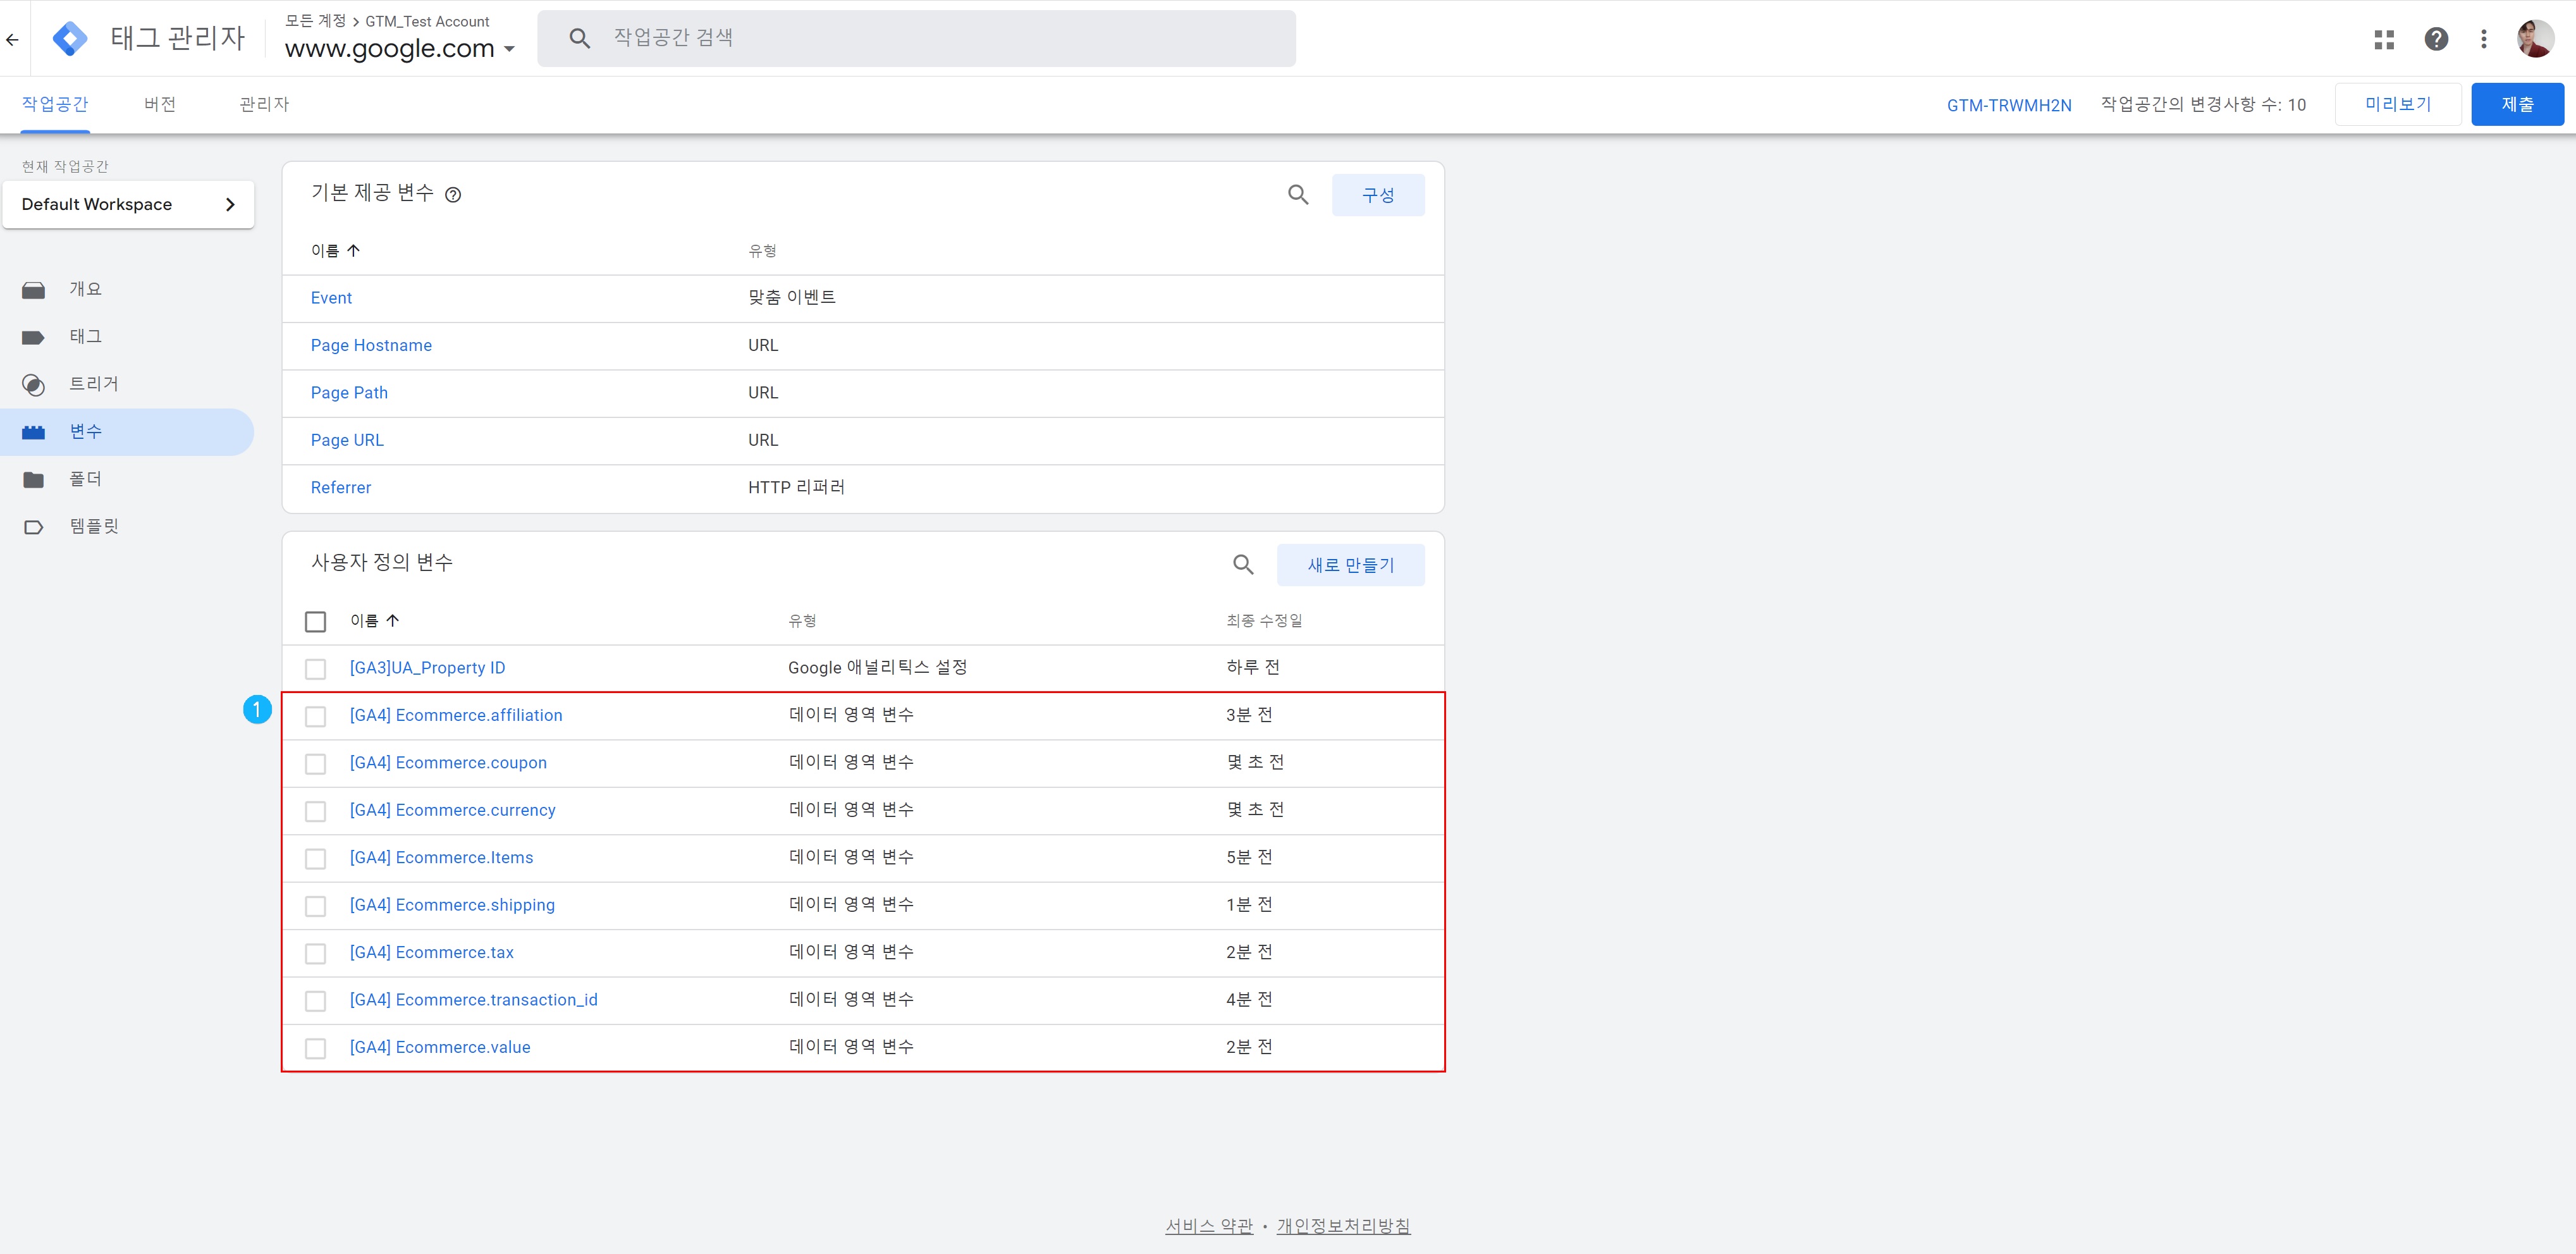 모든 계정 > GTM_Test Account
태그 관리자
www.google.com
작업공간 검색
작업공간 버전 관리자
GTM-TRWMH2N 작업공간의 변경사항 수: 10 미리보기 제출
현재 작업공간
Default Workspace
개요
태그
트리거
변수
폴더
템플릿
기본 제공 변수 구성
이름 유형
Event 맞춤 이벤트
Page Hostname URL
Page Path URL
Page URL URL
Referrer HTTP 리퍼러
사용자 정의 변수 새로 만들기
이름 유형 최종 수정일
[GA3]UA_Property ID Google 애널리틱스 설정 하루 전
1
[GA4] Ecommerce.affiliation 데이터 영역 변수 3분 전
[GA4] Ecommerce.coupon 데이터 영역 변수 몇 초 전
[GA4] Ecommerce.currency 데이터 영역 변수 몇 초 전
[GA4] Ecommerce.Items 데이터 영역 변수 5분 전
[GA4] Ecommerce.shipping 데이터 영역 변수 1분 전
[GA4] Ecommerce.tax 데이터 영역 변수 2분 전
[GA4] Ecommerce.transaction_id 데이터 영역 변수 4분 전
[GA4] Ecommerce.value 데이터 영역 변수 2분 전
서비스 약관 · 개인정보처리방침